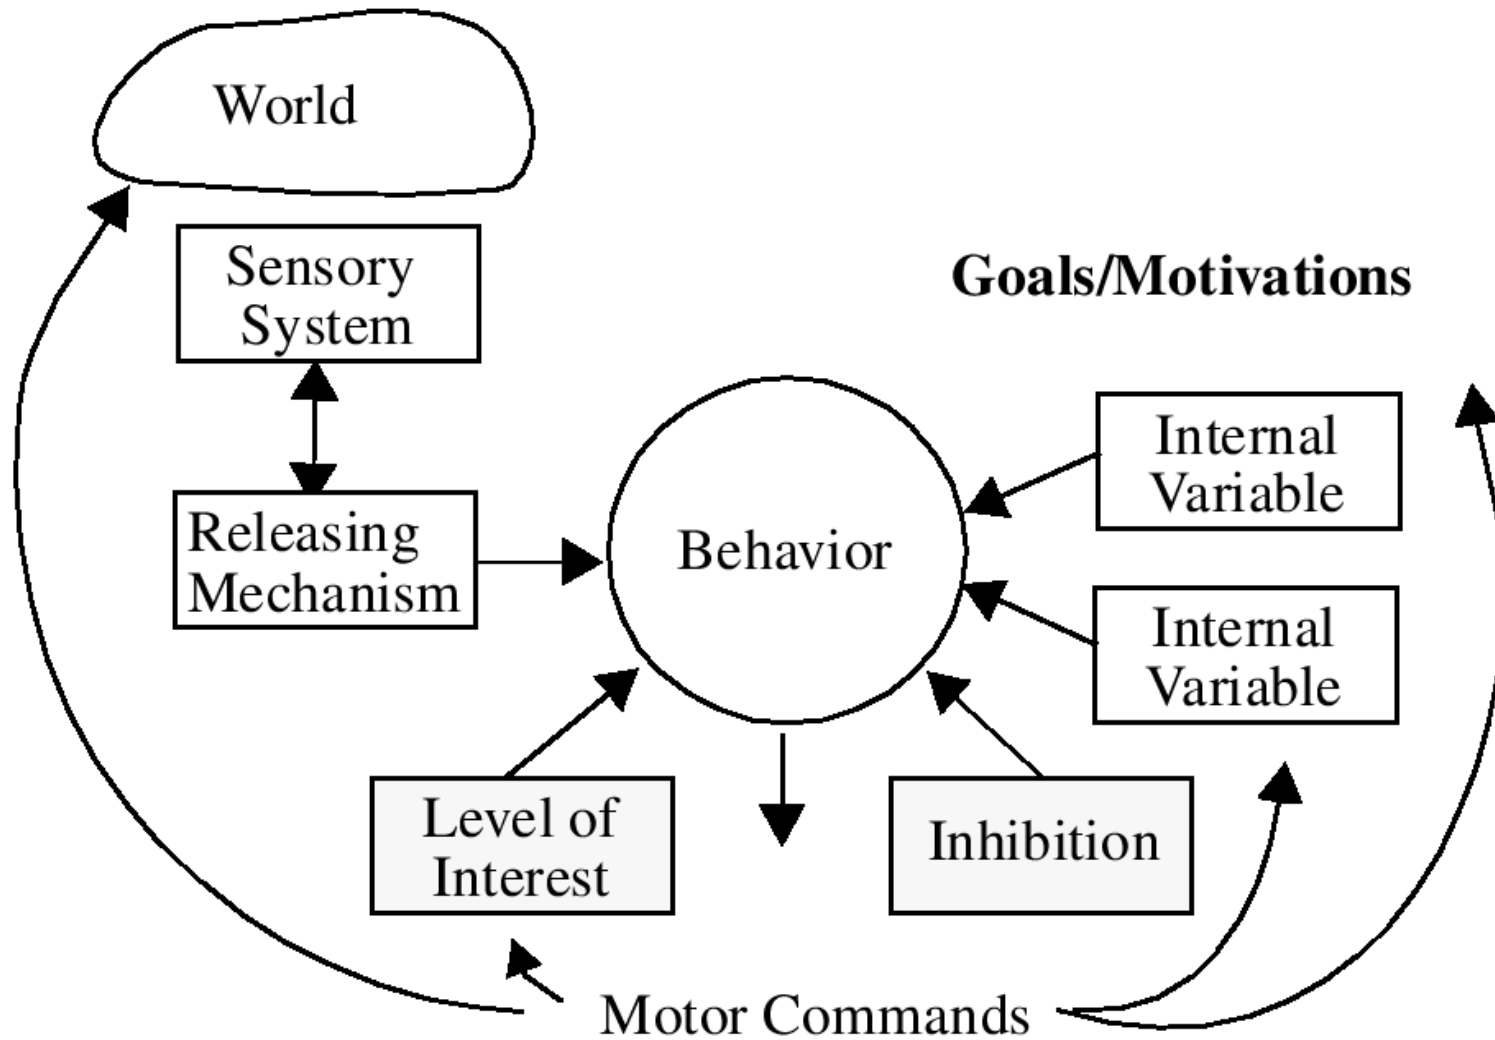 World
Sensory
System
Goals/Motivations
Internal
Variable
Releasing
Mechanism
Behavior
Internal
Variable
Level of
Interest
Inhibition
Motor Commands